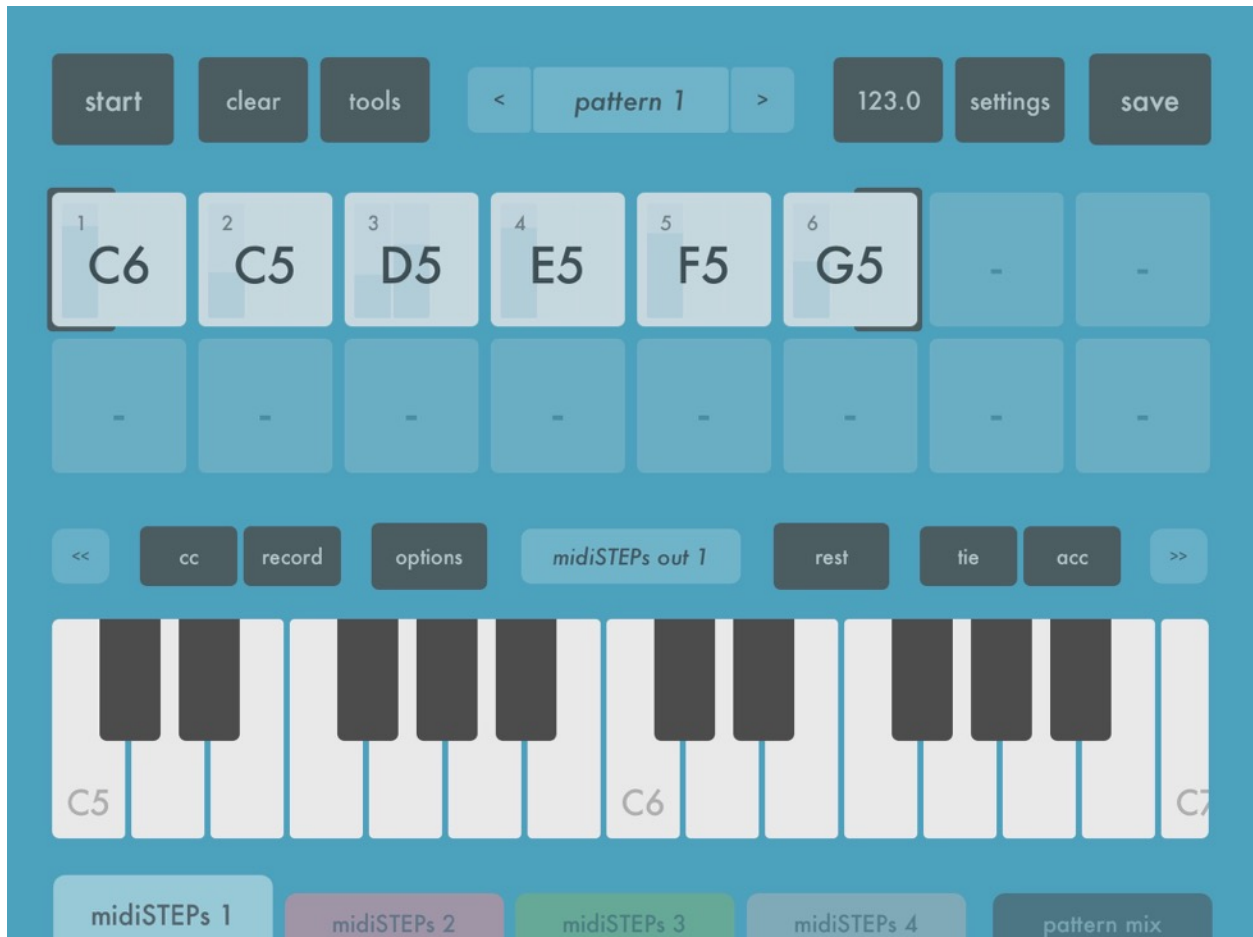 start clear tools < pattern 1 > 123.0 settings save
1 2 3 4 5 6
C6 C5 D5 E5 F5 G5 - -
- - - - - - - -
<< cc record options midiSTEPs out 1 rest tie acc >>
C5 C6 C7
midiSTEPs 1 midiSTEPs 2 midiSTEPs 3 midiSTEPs 4 pattern mix